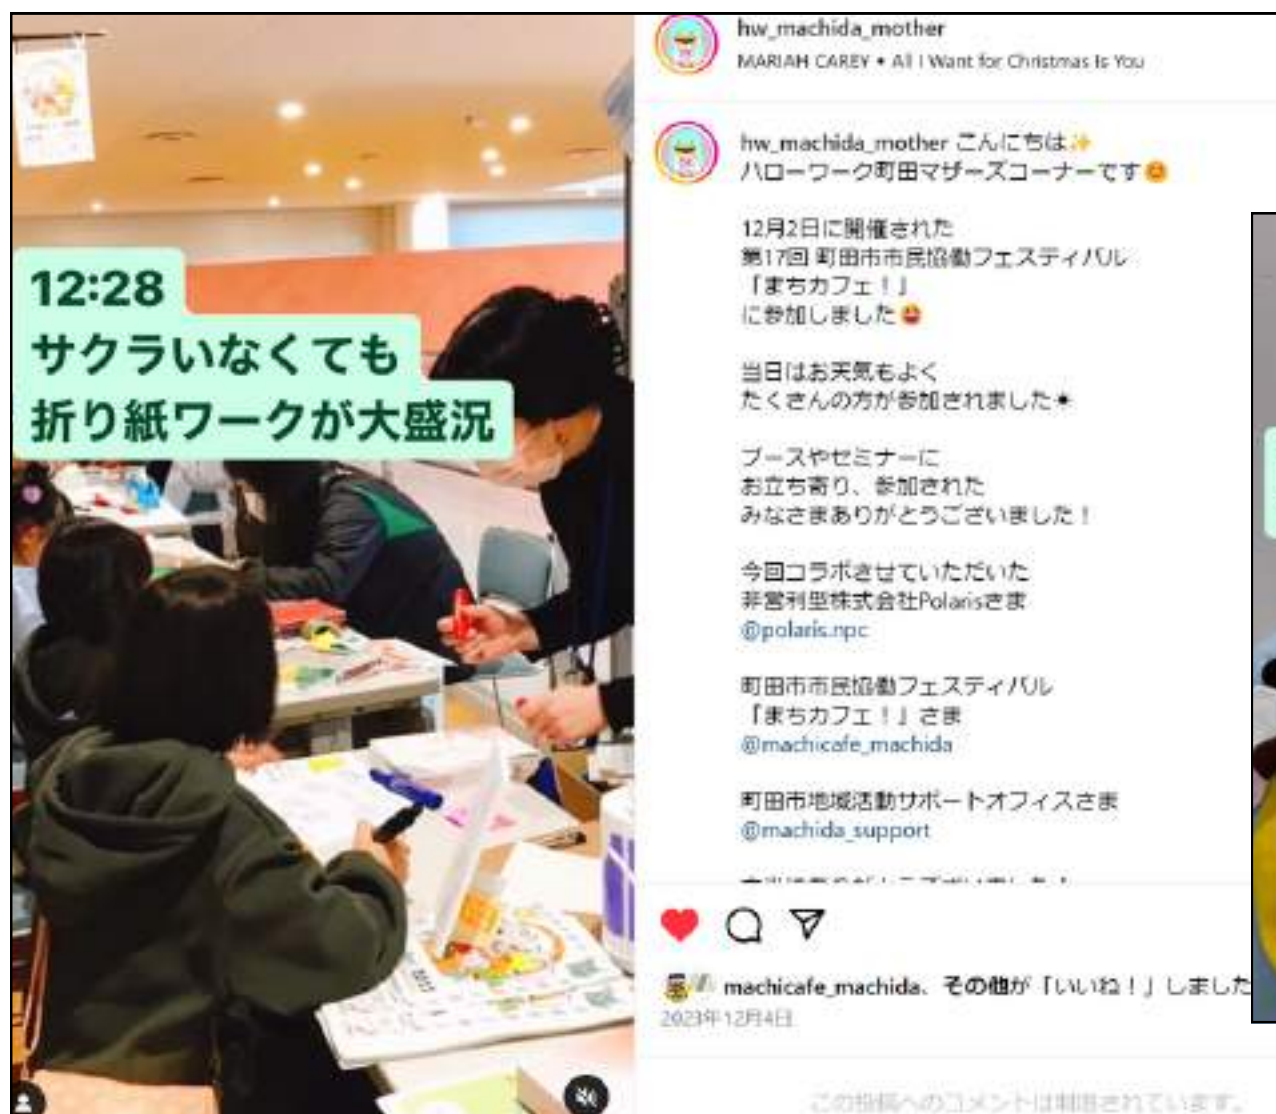 12:28
サクラいなくても
折り紙ワークが大盛況
hw_machida_mother
MARIAH CAREY • All I Want for Christmas Is You
hw_machida_mother こんにちは✨
ハローワーク町田マザーズコーナーです😊
12月2日に開催された
第17回 町田市市民協働フェスティバル
「まちカフェ！」
に参加しました😆
当日はお天気もよく
たくさんの方が参加されました☀
ブースやセミナーに
お立ち寄り、参加された
みなさまありがとうございました！
今回コラボさせていただいた
非営利型株式会社Polarisさま
@polaris.npc
町田市市民協働フェスティバル
「まちカフェ！」さま
@machicafe_machida
町田市地域活動サポートオフィスさま
@machida_support
machicafe_machida、その他が「いいね！」しました
2023年12月4日
この投稿へのコメントは制限されています。